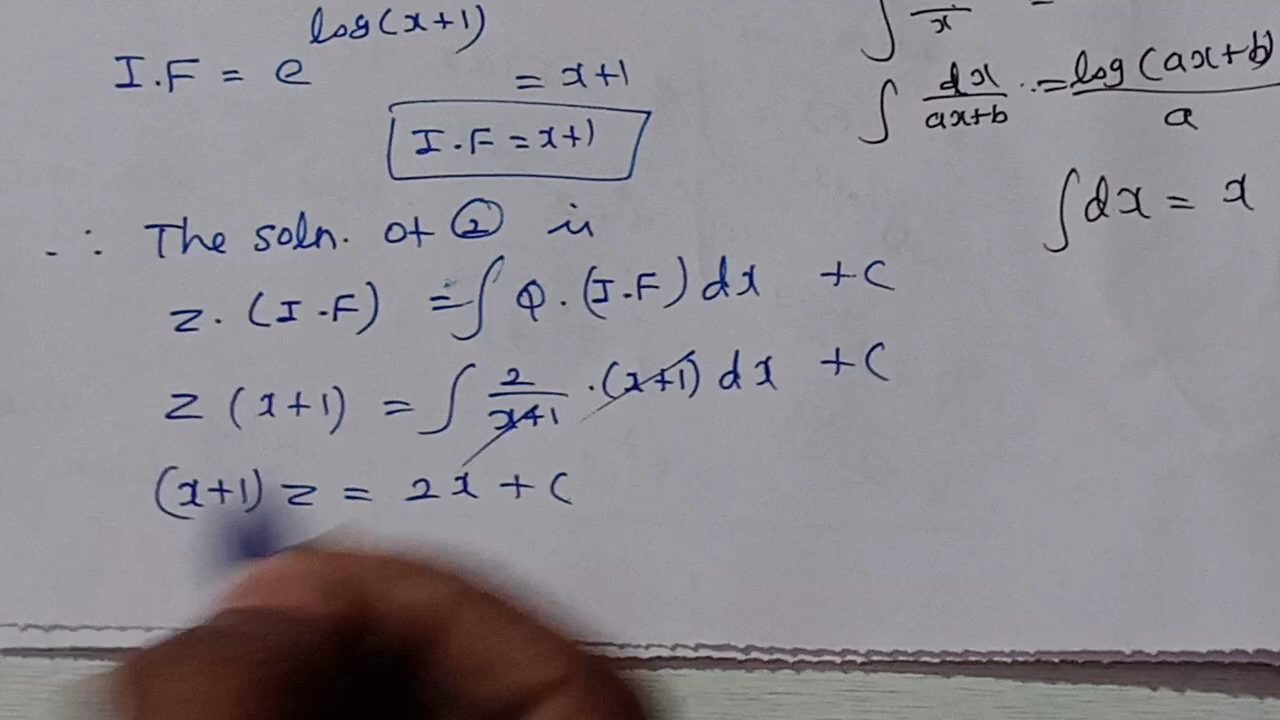 I.F = e^log(x+1) = x+1
I.F = x+1
∴ The soln. of ② is
z. (I.F) = ∫ Q. (I.F) dx + C
z (x+1) = ∫ 2/(x+1) . (x+1) dx + C
(x+1) z = 2x + C
∫ /x =
∫ dx/(ax+b) = log(ax+b)/a
∫ dx = x